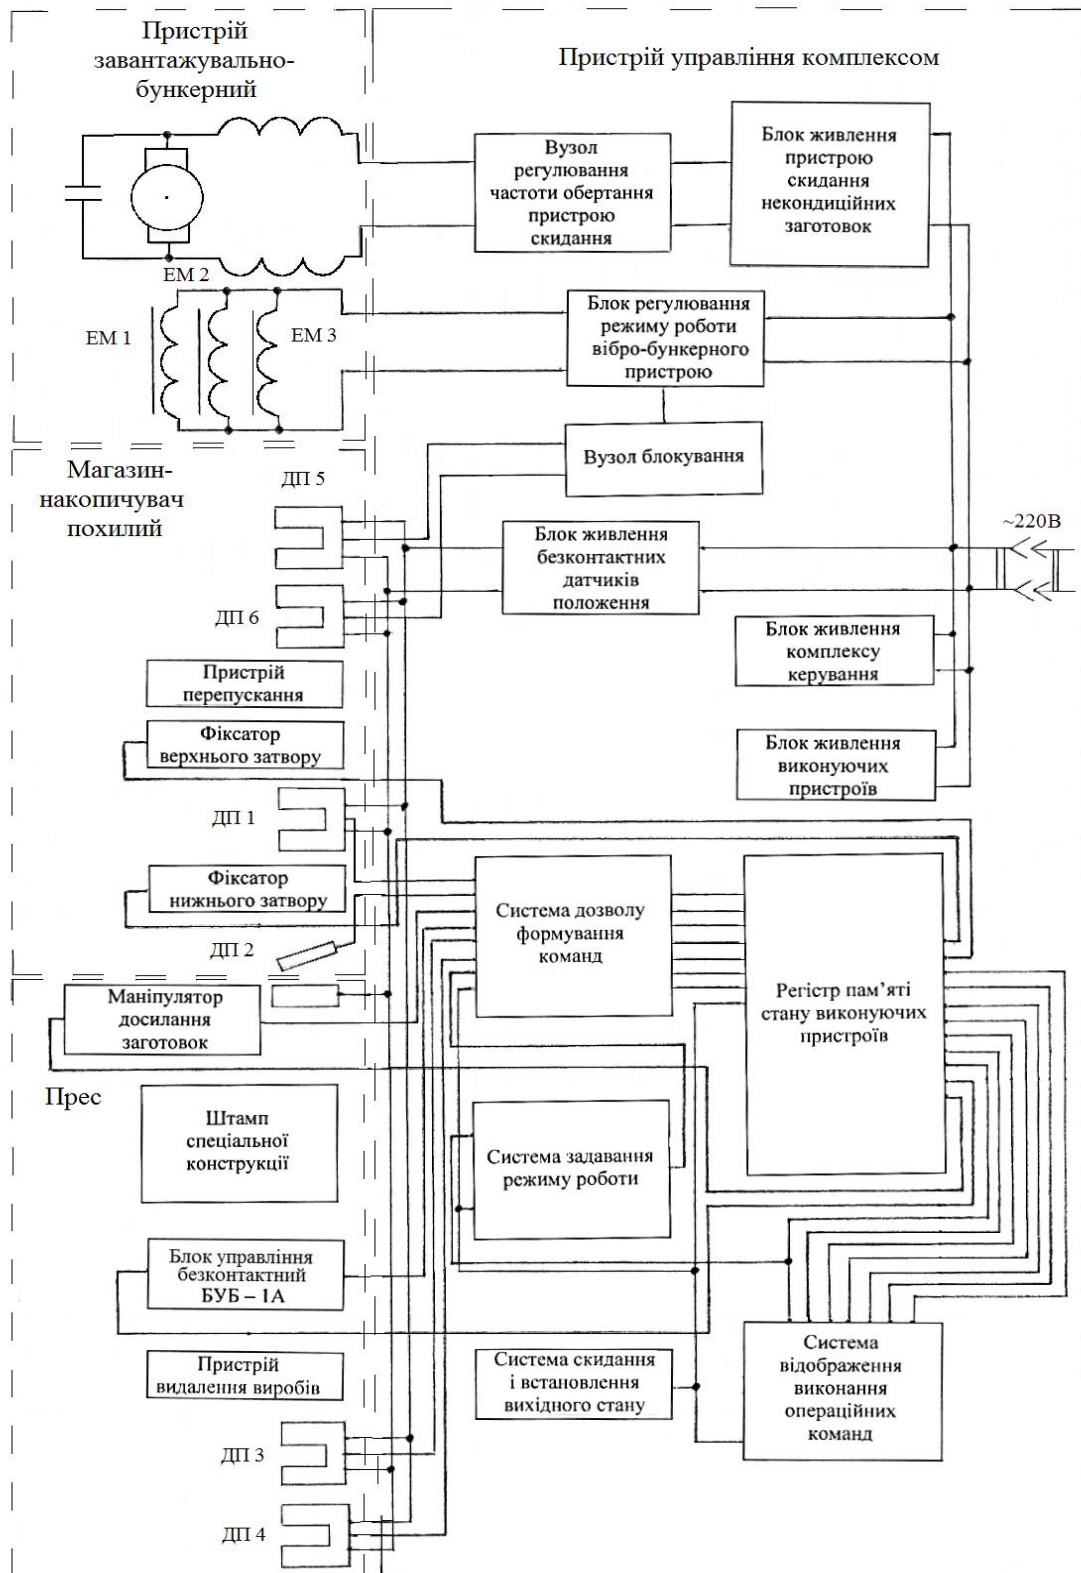 Пристрій
завантажувально-
бункерний
Пристрій управління комплексом
Вузол
регулювання
частоти обертання
пристрою
скидання
Блок живлення
пристрою
скидання
некондиційних
заготовок
ЕМ 2
ЕМ 1
ЕМ 3
Блок регулювання
режиму роботи
вібро-бункерного
пристрою
Вузол блокування
Магазин-
накопичувач
похилий
ДП 5
ДП 6
Блок живлення
безконтактних
датчиків
положення
~220В
Блок живлення
комплексу
керування
Пристрій
перепускання
Фіксатор
верхнього затвору
Блок живлення
виконуючих
пристроїв
ДП 1
Фіксатор
нижнього затвору
ДП 2
Система дозволу
формування
команд
Регістр пам’яті
стану виконуючих
пристроїв
Маніпулятор
досилання
заготовок
Прес
Штамп
спеціальної
конструкції
Система задавання
режиму роботи
Блок управління
безконтактний
БУБ – 1А
Пристрій
видалення виробів
Система скидання
і встановлення
вихідного стану
Система
відображення
виконання
операційних
команд
ДП 3
ДП 4